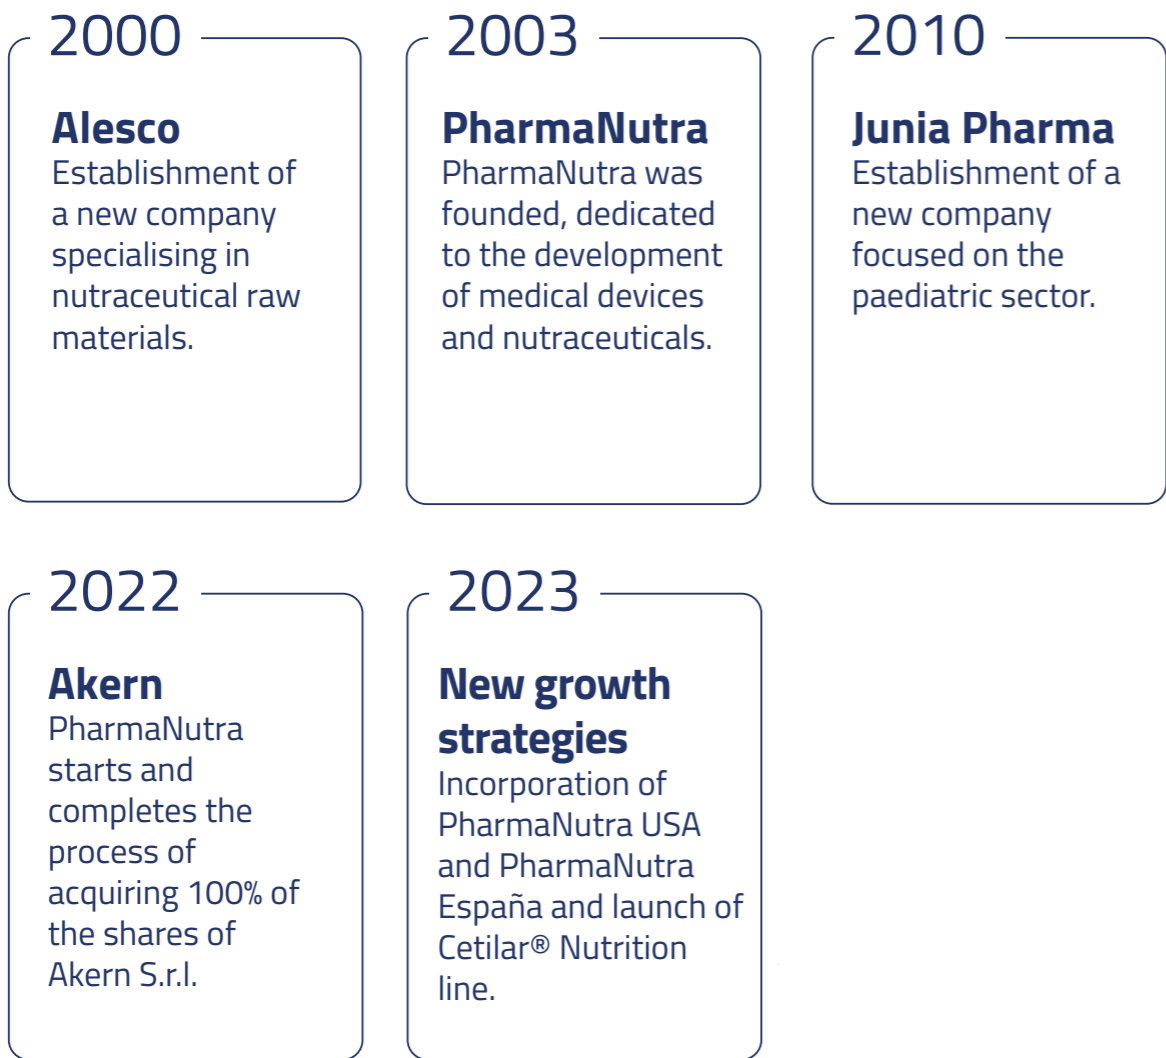 2000
Alesco
Establishment of
a new company
specialising in
nutraceutical raw
materials.
2003
PharmaNutra
PharmaNutra was
founded, dedicated
to the development
of medical devices
and nutraceuticals.
2010
Junia Pharma
Establishment of a
new company
focused on the
paediatric sector.
2022
Akern
PharmaNutra
starts and
completes the
process of
acquiring 100% of
the shares of
Akern S.r.l.
2023
New growth
strategies
Incorporation of
PharmaNutra USA
and PharmaNutra
España and launch of
Cetilar® Nutrition
line.